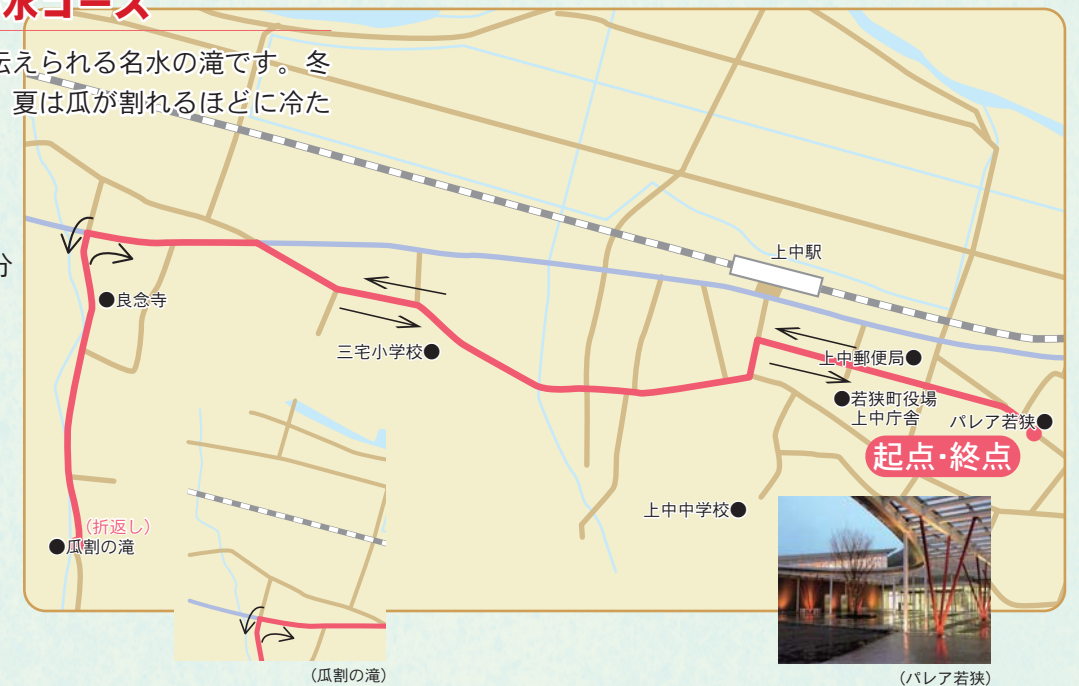 水コース
伝えられる名水の滝です。冬
夏は瓜が割れるほどに冷た
分
上中駅
良念寺
三宅小学校
上中郵便局
若狭町役場
上中庁舎
パレア若狭
起点・終点
上中中学校
(折返し)
瓜割の滝
(瓜割の滝)
(パレア若狭)